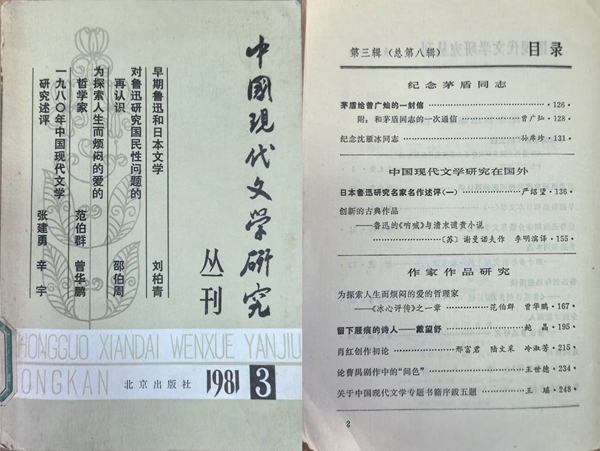 中國現代文学研究
丛刊
早期鲁迅和日本文学
刘柏青
对鲁迅研究国民性问题的
再认识
邵伯周
为探索人生而烦闷的爱的
哲学家
范伯群 曾华鹏
一九八〇年中国现代文学
研究述评
张建勇 辛宇
HONGGUO XIANDAI WENXUE YANJIU
ONGKAN
北京出版社
1981 3
第三辑（总第八辑）
目录
纪念茅盾同志
茅盾给曾广灿的一封信·126·
附：和茅盾同志的一次通信 曾广灿·128·
纪念沈雁冰同志 孙席珍·131·
中国现代文学研究在国外
日本鲁迅研究名家名作述评（一） 严绍璗·136·
创新的古典作品
——鲁迅的《呐喊》与清末谴责小说
〔苏〕谢曼诺夫作 李明滨译·155·
作家作品研究
为探索人生而烦闷的爱的哲理家
——《冰心评传》之一章 范伯群 曾华鹏·167·
留下履痕的诗人——戴望舒 鲍晶·195·
肖红创作初论 邢富君 陆文采 冷淑芳·215·
论曹禺剧作中的“间色” 王世德·234·
关于中国现代文学专题书籍序跋五题 王瑶·248·
2